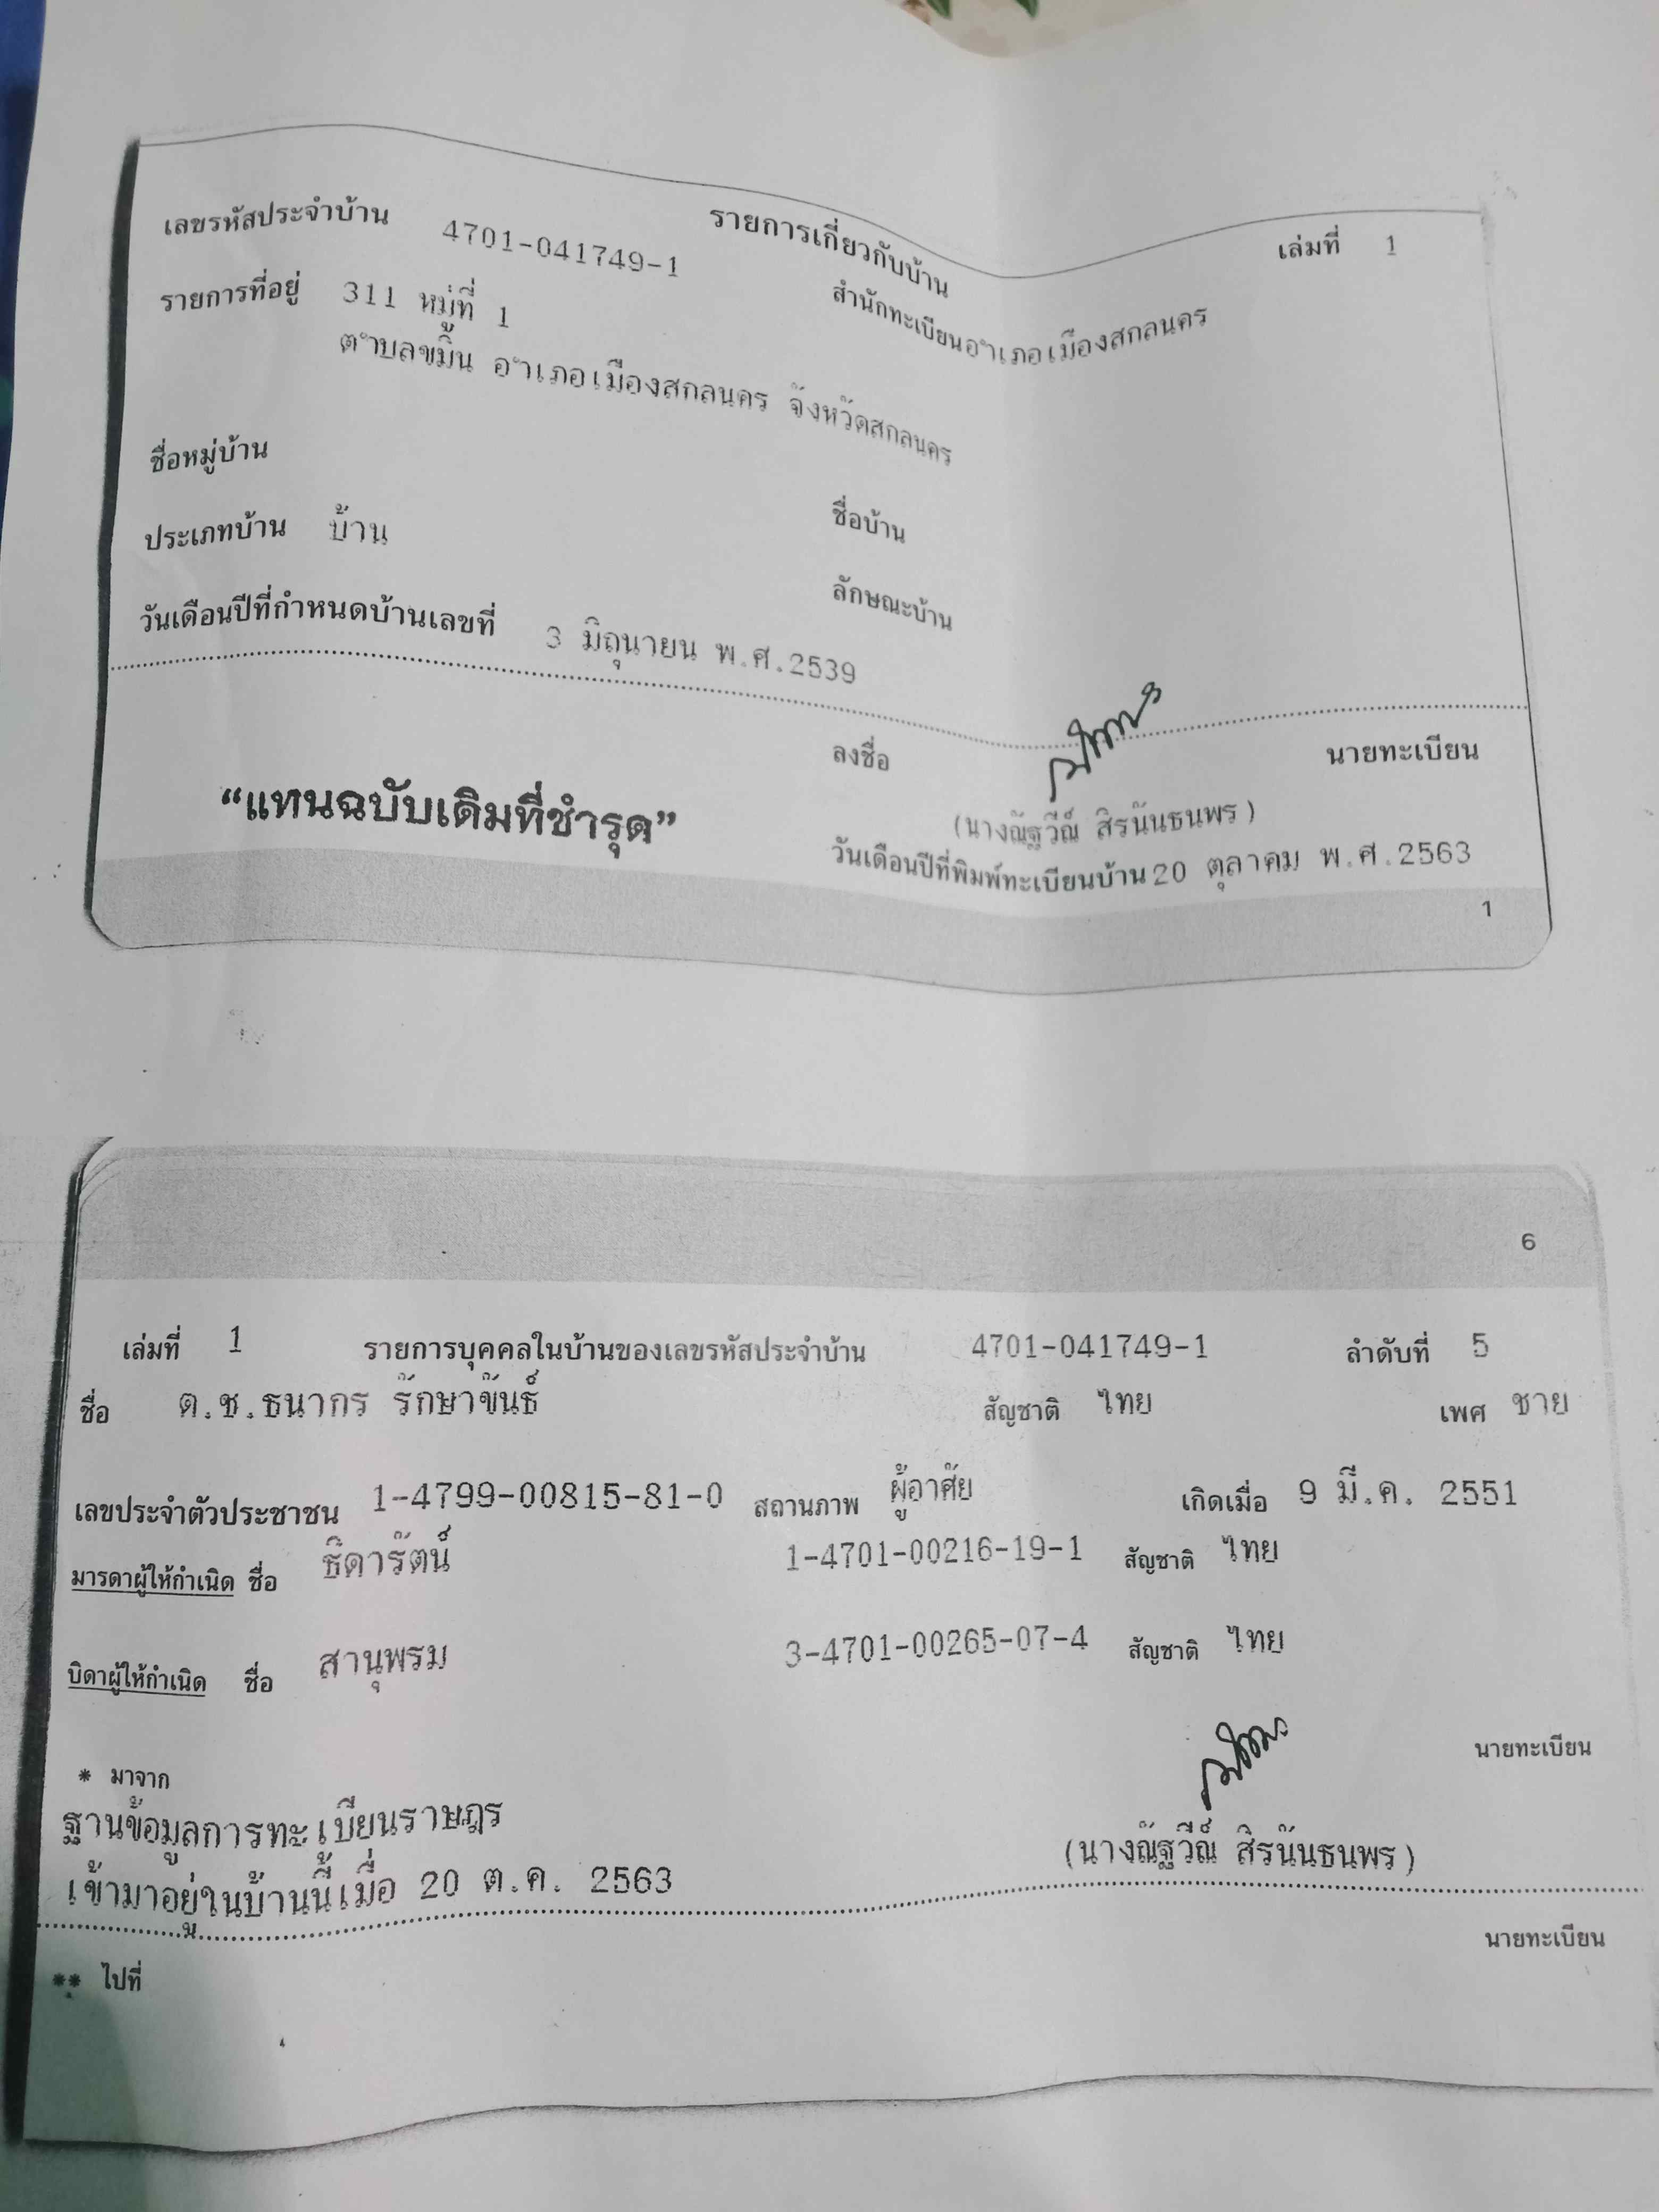 รายการเกี่ยวกับบ้าน เล่มที่ 1
เลขรหัสประจำบ้าน 4701-041749-1 สำนักทะเบียน อำเภอเมืองสกลนคร
รายการที่อยู่ 311 หมู่ที่ 1
ตำบลขมิ้น อำเภอเมืองสกลนคร จังหวัดสกลนคร
ชื่อหมู่บ้าน ชื่อบ้าน
ประเภทบ้าน บ้าน ลักษณะบ้าน
วันเดือนปีที่กำหนดบ้านเลขที่ 3 มิถุนายน พ.ศ.2539
ลงชื่อ นายทะเบียน
"แทนฉบับเดิมที่ชำรุด" (นางณัฐวีณ์ สิรนันธนพร)
วันเดือนปีที่พิมพ์ทะเบียนบ้าน 20 ตุลาคม พ.ศ.2563
1
6
เล่มที่ 1 รายการบุคคลในบ้านของเลขรหัสประจำบ้าน 4701-041749-1 ลำดับที่ 5
ชื่อ ด.ช.ธนากร รักษาขันธ์ สัญชาติ ไทย เพศ ชาย
เลขประจำตัวประชาชน 1-4799-00815-81-0 สถานภาพ ผู้อาศัย เกิดเมื่อ 9 มี.ค. 2551
มารดาผู้ให้กำเนิด ชื่อ ธิดารัตน์ 1-4701-00216-19-1 สัญชาติ ไทย
บิดาผู้ให้กำเนิด ชื่อ สานุพรม 3-4701-00265-07-4 สัญชาติ ไทย
* มาจาก นายทะเบียน
ฐานข้อมูลการทะเบียนราษฎร
(นางณัฐวีณ์ สิรนันธนพร)
เข้ามาอยู่ในบ้านนี้เมื่อ 20 ต.ค. 2563
นายทะเบียน
** ไปที่